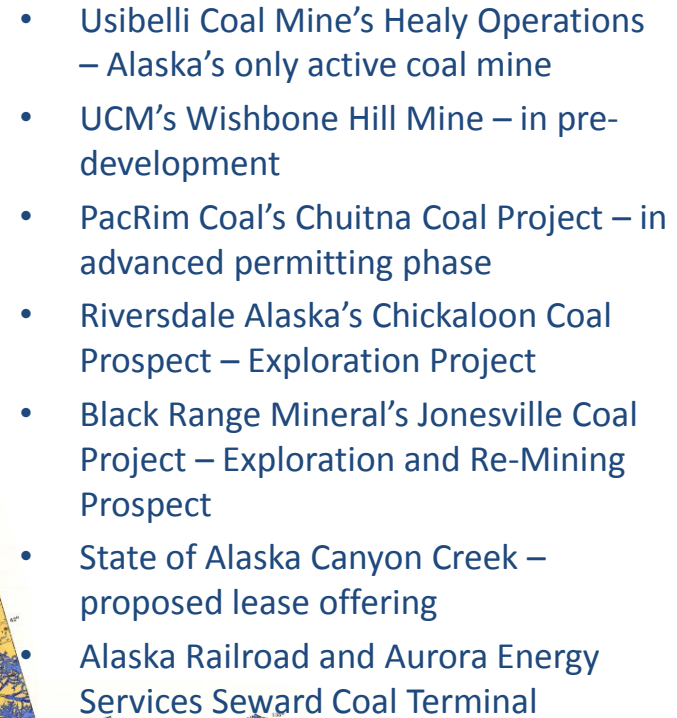 • Usibelli Coal Mine's Healy Operations
– Alaska's only active coal mine
• UCM's Wishbone Hill Mine – in pre-
development
• PacRim Coal's Chuitna Coal Project – in
advanced permitting phase
• Riversdale Alaska's Chickaloon Coal
Prospect – Exploration Project
• Black Range Mineral's Jonesville Coal
Project – Exploration and Re-Mining
Prospect
• State of Alaska Canyon Creek –
proposed lease offering
• Alaska Railroad and Aurora Energy
Services Seward Coal Terminal